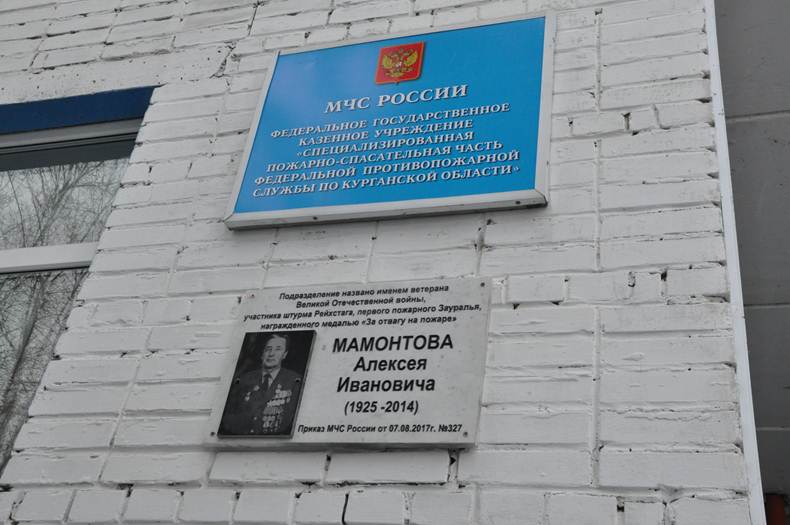 МЧС РОССИИ
ФЕДЕРАЛЬНОЕ ГОСУДАРСТВЕННОЕ
КАЗЕННОЕ УЧРЕЖДЕНИЕ
«СПЕЦИАЛИЗИРОВАННАЯ
ПОЖАРНО-СПАСАТЕЛЬНАЯ ЧАСТЬ
ФЕДЕРАЛЬНОЙ ПРОТИВОПОЖАРНОЙ
СЛУЖБЫ ПО КУРГАНСКОЙ ОБЛАСТИ»
Подразделение названо именем ветерана
Великой Отечественной войны,
участника штурма Рейхстага, первого пожарного Зауралья,
награжденного медалью «За отвагу на пожаре»
МАМОНТОВА
Алексея
Ивановича
(1925 -2014)
Приказ МЧС России от 07.08.2017г. №327